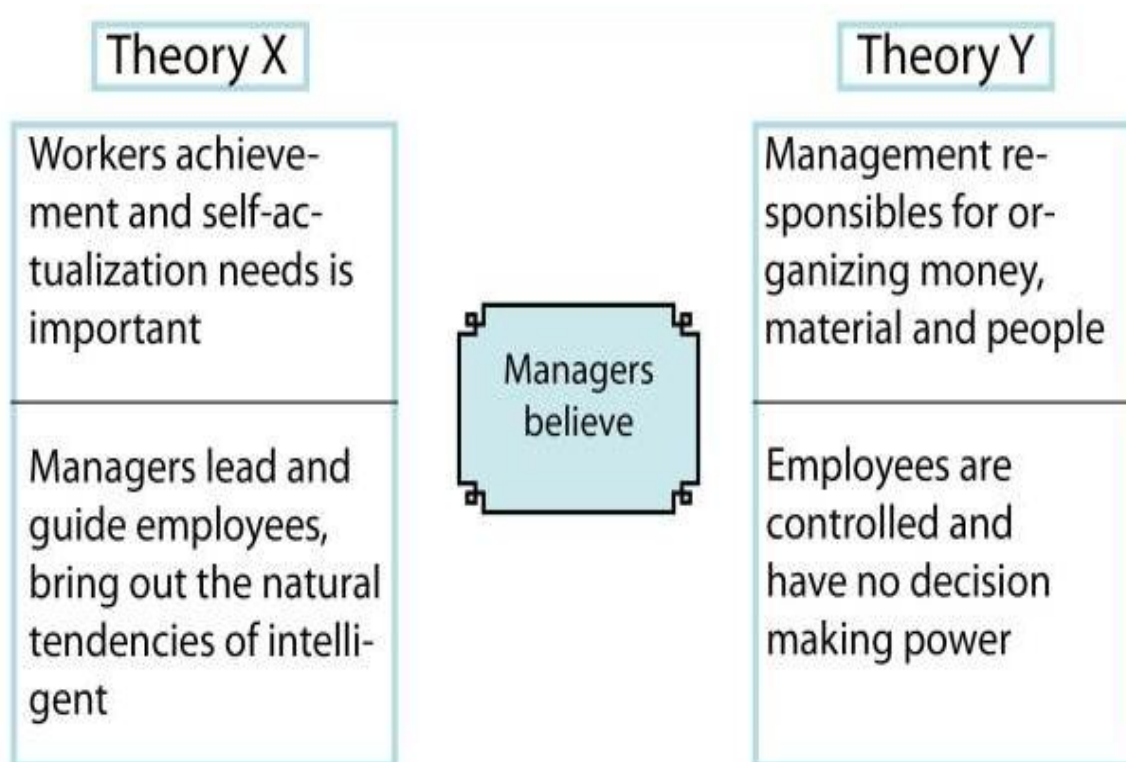 Theory X
Workers achieve-
ment and self-ac-
tualization needs is
important
Managers lead and
guide employees,
bring out the natural
tendencies of intelli-
gent
Managers
believe
Theory Y
Management re-
sponsibles for or-
ganizing money,
material and people
Employees are
controlled and
have no decision
making power